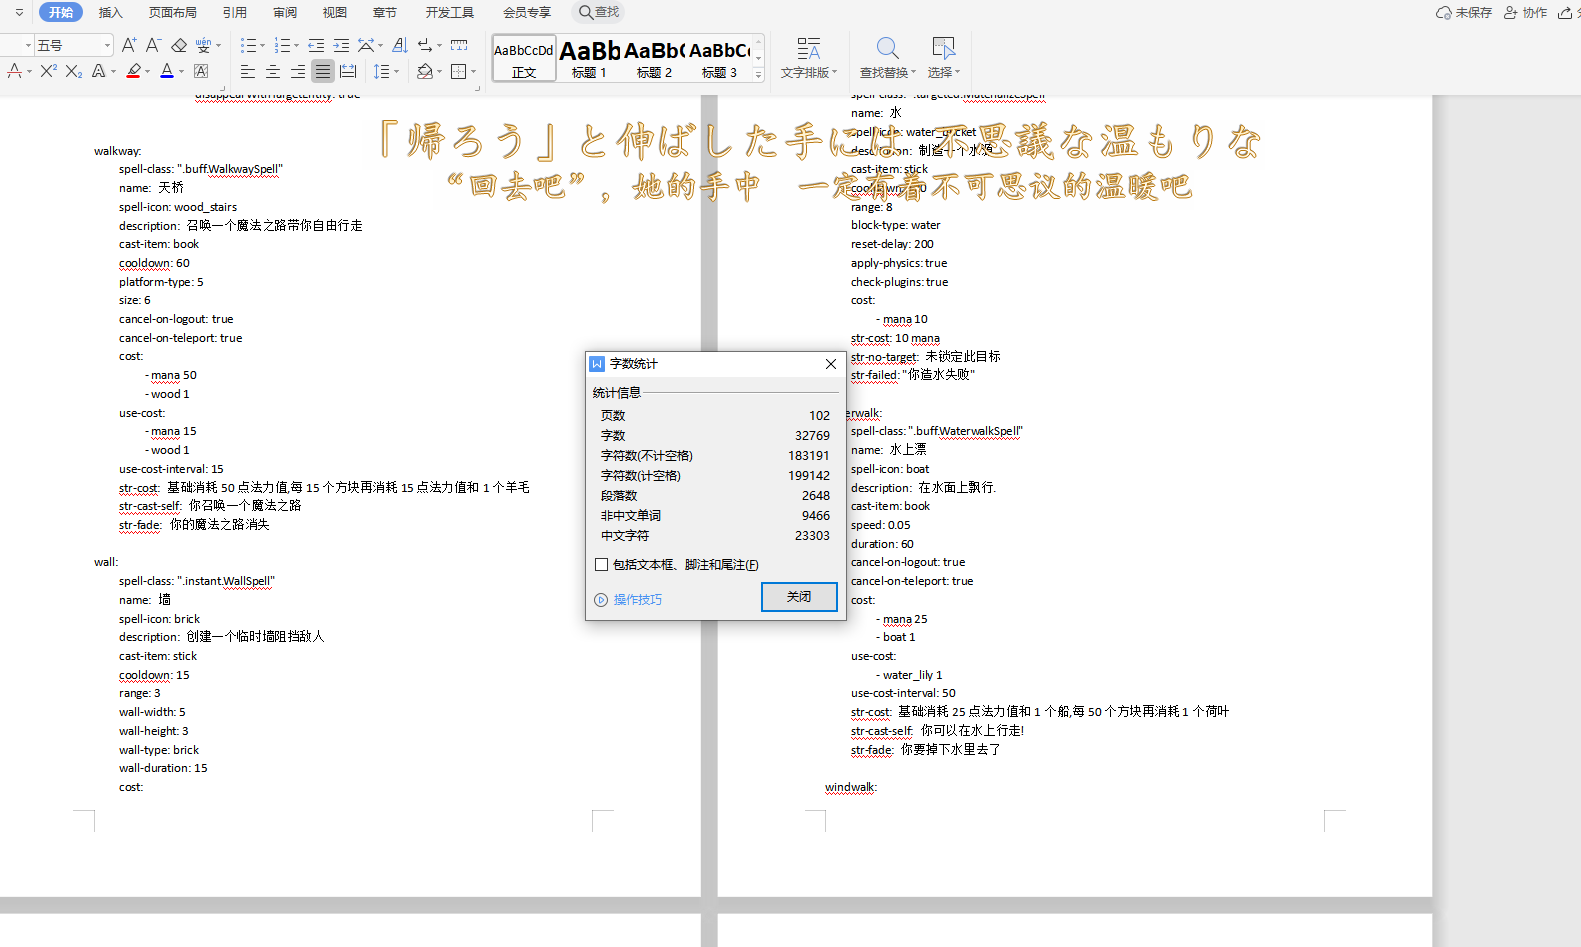 开始 插入 页面布局 引用 审阅 视图 章节 开发工具 会员专享 查找 未保存 协作
五号 A+ A- wén
AaBbCcDd AaBb AaBb( AaBbC(
正文 标题 1 标题 2 标题 3 文字排版 查找替换 选择
disappearWithTargetEntity: true
walkway:
spell-class: ".buff.WalkwaySpell"
name: 天桥
spell-icon: wood_stairs
description: 召唤一个魔法之路带你自由行走
cast-item: book
cooldown: 60
platform-type: 5
size: 6
cancel-on-logout: true
cancel-on-teleport: true
cost:
- mana 50
- wood 1
use-cost:
- mana 15
- wood 1
use-cost-interval: 15
str-cost: 基础消耗 50 点法力值,每 15 个方块再消耗 15 点法力值和 1 个羊毛
str-cast-self: 你召唤一个魔法之路
str-fade: 你的魔法之路消失
wall:
spell-class: ".instant.WallSpell"
name: 墙
spell-icon: brick
description: 创建一个临时墙阻挡敌人
cast-item: stick
cooldown: 15
range: 3
wall-width: 5
wall-height: 3
wall-type: brick
wall-duration: 15
cost:
「帰ろう」と伸ばした手には 不思議な温もりな
“回去吧”，她的手中 一定有着不可思议的温暖吧
spell-class: ".targeted.MaterializeSpell"
name: 水
spell-icon: water_bucket
description: 制造一个水源
cast-item: stick
range: 8
block-type: water
reset-delay: 200
apply-physics: true
check-plugins: true
cost:
- mana 10
str-cost: 10 mana
str-no-target: 未锁定此目标
str-failed: "你造水失败"
erwalk:
spell-class: ".buff.WaterwalkSpell"
name: 水上漂
spell-icon: boat
description: 在水面上飘行.
cast-item: book
speed: 0.05
duration: 60
cancel-on-logout: true
cancel-on-teleport: true
cost:
- mana 25
- boat 1
use-cost:
- water_lily 1
use-cost-interval: 50
str-cost: 基础消耗 25 点法力值和 1 个船,每 50 个方块再消耗 1 个荷叶
str-cast-self: 你可以在水上行走!
str-fade: 你要掉下水里去了
windwalk:
字数统计
统计信息
页数 102
字数 32769
字符数(不计空格) 183191
字符数(计空格) 199142
段落数 2648
非中文单词 9466
中文字符 23303
包括文本框、脚注和尾注(F)
操作技巧 关闭